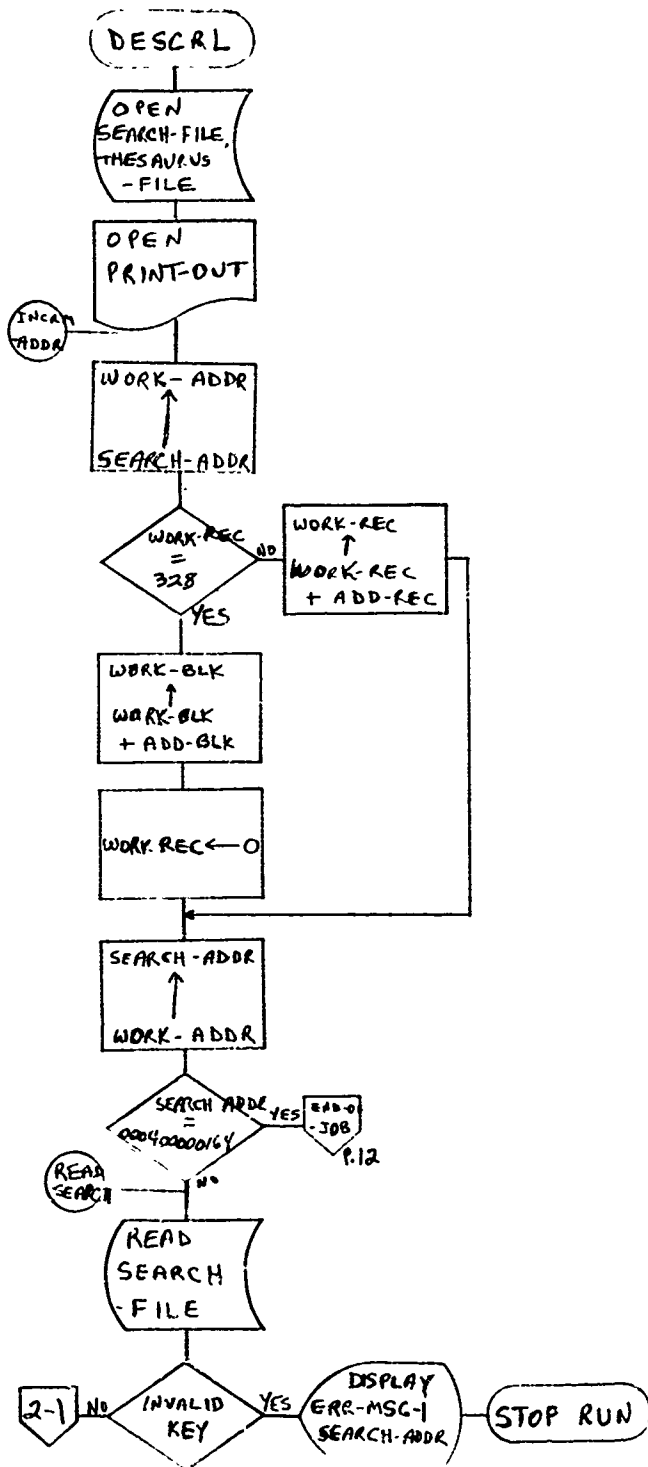 DESCRL
OPEN
SEARCH-FILE,
THESAURUS
-FILE
OPEN
PRINT-OUT
INCRM
-ADDR
WORK-ADDR
↑
SEARCH-ADDR
WORK-REC
=
328
NO
YES
WORK-REC
↑
WORK-REC
+ ADD-REC
WORK-BLK
↑
WORK-BLK
+ ADD-BLK
WORK-REC ← 0
SEARCH-ADDR
↑
WORK-ADDR
SEARCH ADDR
=
YES
END-O
-JOB
P.12
NO
READ
SEARCH
READ
SEARCH
-FILE
2-1
NO
INVALID
KEY
YES
DISPLAY
ERR-MSG-1
SEARCH-ADDR
STOP RUN